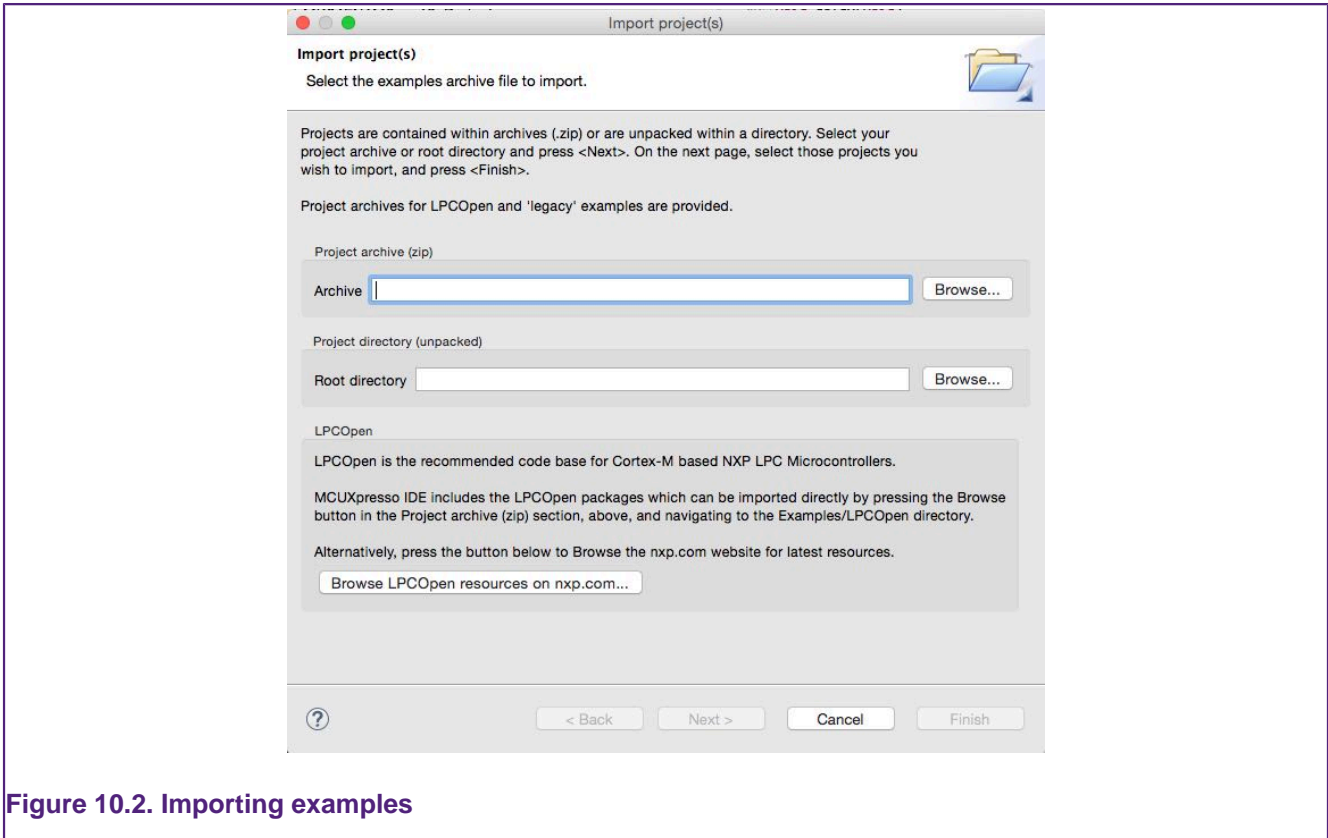 Import project(s)
Import project(s)
Select the examples archive file to import.
Projects are contained within archives (.zip) or are unpacked within a directory. Select your
project archive or root directory and press <Next>. On the next page, select those projects you
wish to import, and press <Finish>.
Project archives for LPCOpen and 'legacy' examples are provided.
Project archive (zip)
Archive
Browse...
Project directory (unpacked)
Root directory
Browse...
LPCOpen
LPCOpen is the recommended code base for Cortex-M based NXP LPC Microcontrollers.
MCUXpresso IDE includes the LPCOpen packages which can be imported directly by pressing the Browse
button in the Project archive (zip) section, above, and navigating to the Examples/LPCOpen directory.
Alternatively, press the button below to Browse the nxp.com website for latest resources.
Browse LPCOpen resources on nxp.com...
?
< Back
Next >
Cancel
Finish
Figure 10.2. Importing examples